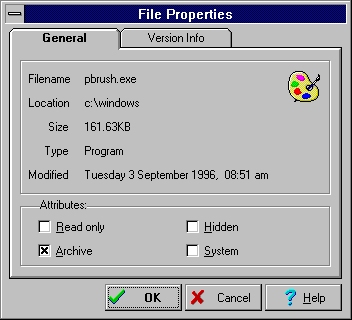 File Properties
General Version Info
Filename pbrush.exe
Location c:\windows
Size 161.63KB
Type Program
Modified Tuesday 3 September 1996, 08:51 am
Attributes:
Read only Hidden
Archive System
OK Cancel ? Help